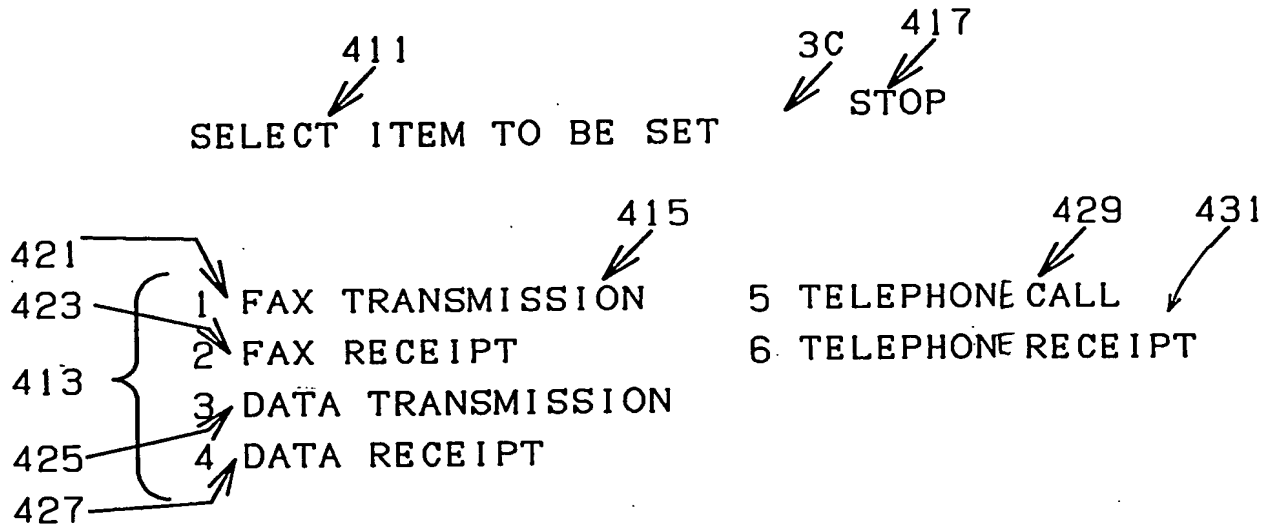 411 3C 417
SELECT ITEM TO BE SET STOP
415 429 431
421
1 FAX TRANSMISSION 5 TELEPHONE CALL
423
2 FAX RECEIPT 6 TELEPHONE RECEIPT
413
3 DATA TRANSMISSION
425 4 DATA RECEIPT
427